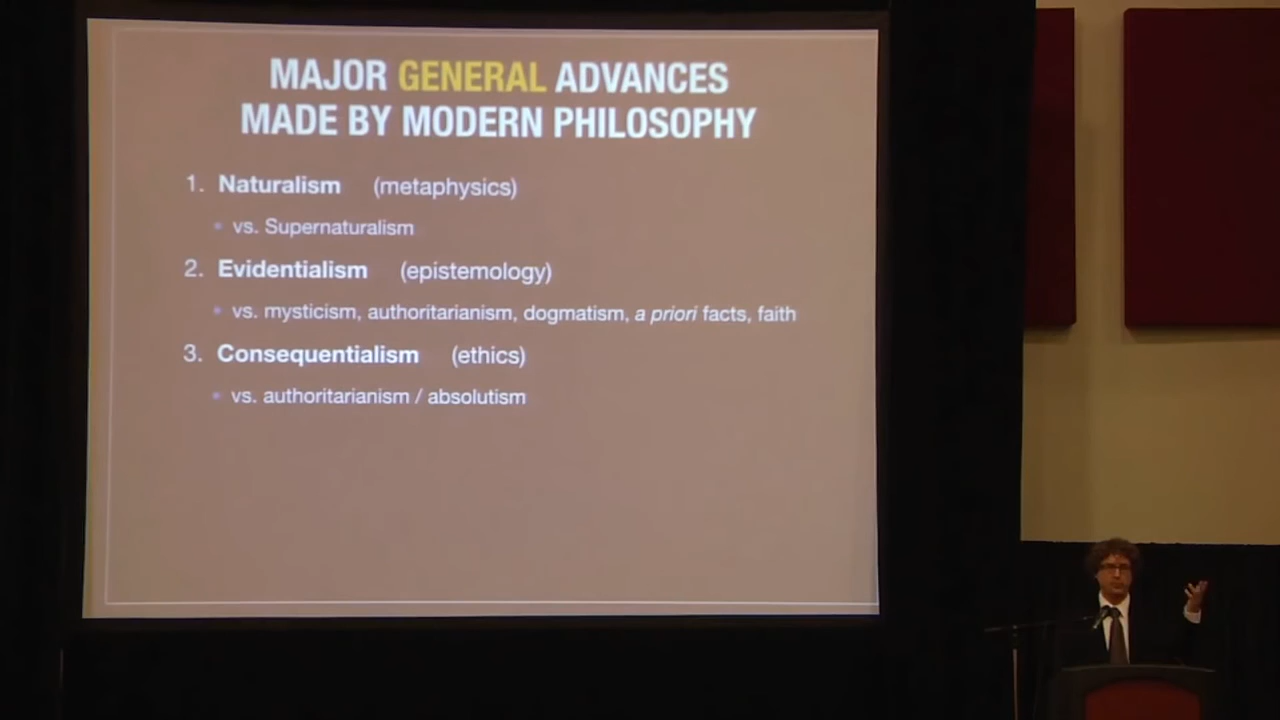 MAJOR GENERAL ADVANCES
MADE BY MODERN PHILOSOPHY
1. Naturalism (metaphysics)
• vs. Supernaturalism
2. Evidentialism (epistemology)
• vs. mysticism, authoritarianism, dogmatism, a priori facts, faith
3. Consequentialism (ethics)
• vs. authoritarianism / absolutism